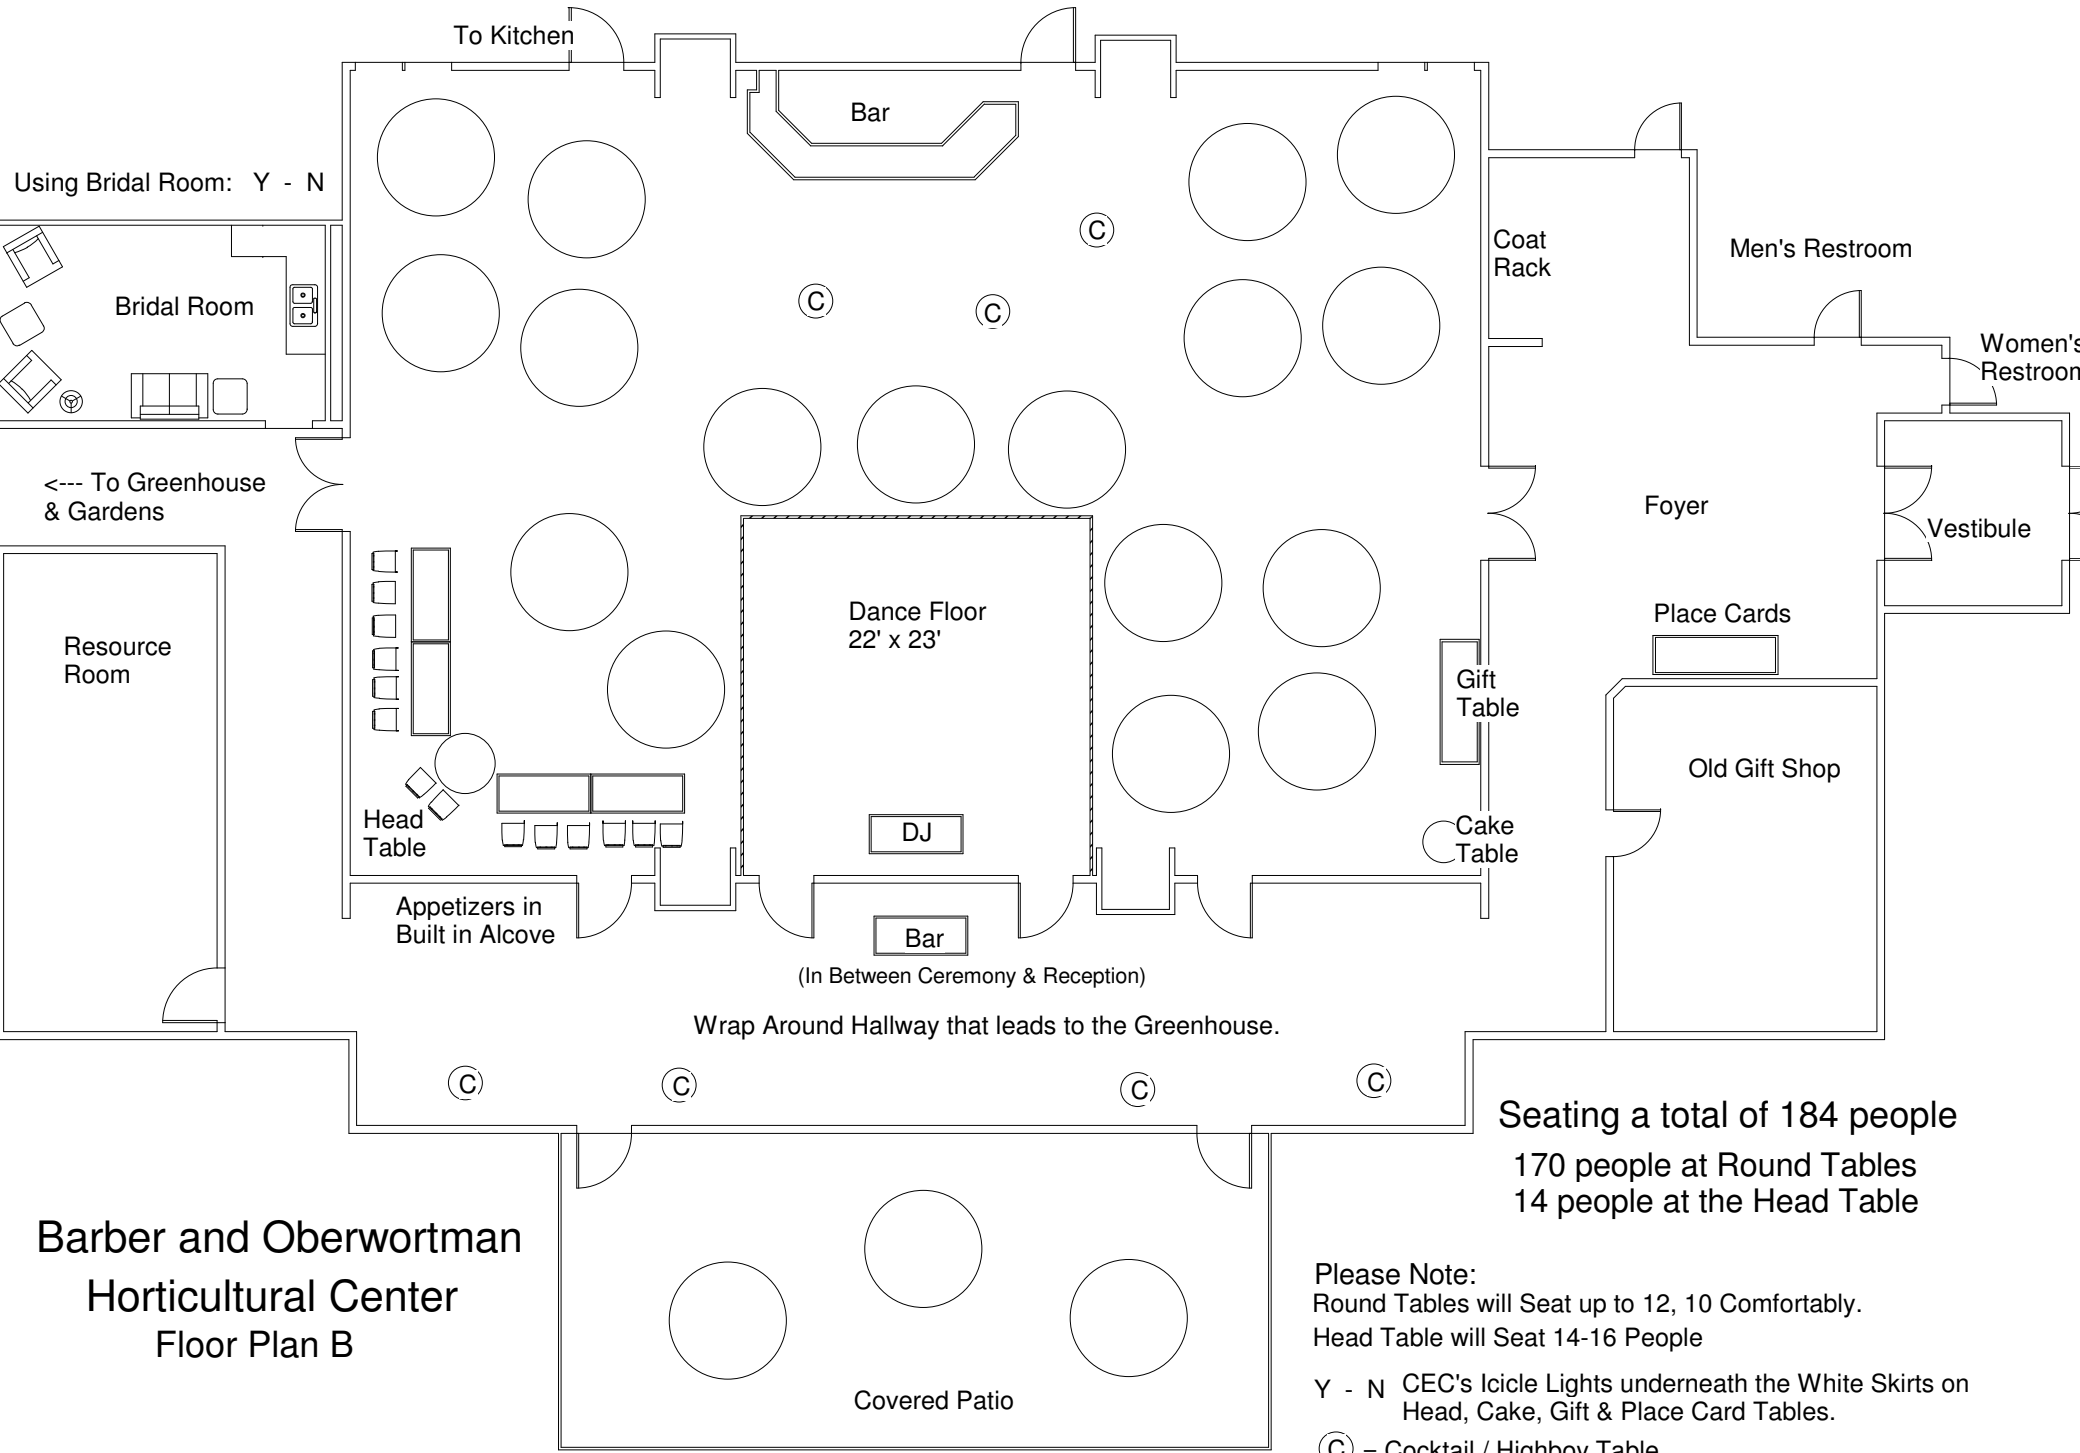 To Kitchen
Bar
Using Bridal Room: Y - N
C
Coat
Rack
Men's Restroom
Bridal Room
C
C
Women's
Restroom
<--- To Greenhouse
& Gardens
Foyer
Vestibule
Dance Floor
22' x 23'
Place Cards
Resource
Room
Gift
Table
Old Gift Shop
Head
Table
DJ
Cake
Table
Appetizers in
Built in Alcove
Bar
(In Between Ceremony & Reception)
Wrap Around Hallway that leads to the Greenhouse.
C
C
C
C
Seating a total of 184 people
170 people at Round Tables
14 people at the Head Table
Barber and Oberwortman
Horticultural Center
Floor Plan B
Please Note:
Round Tables will Seat up to 12, 10 Comfortably.
Head Table will Seat 14-16 People
Y - N CEC's Icicle Lights underneath the White Skirts on
Head, Cake, Gift & Place Card Tables.
Covered Patio
C = Cocktail / Highboy Table